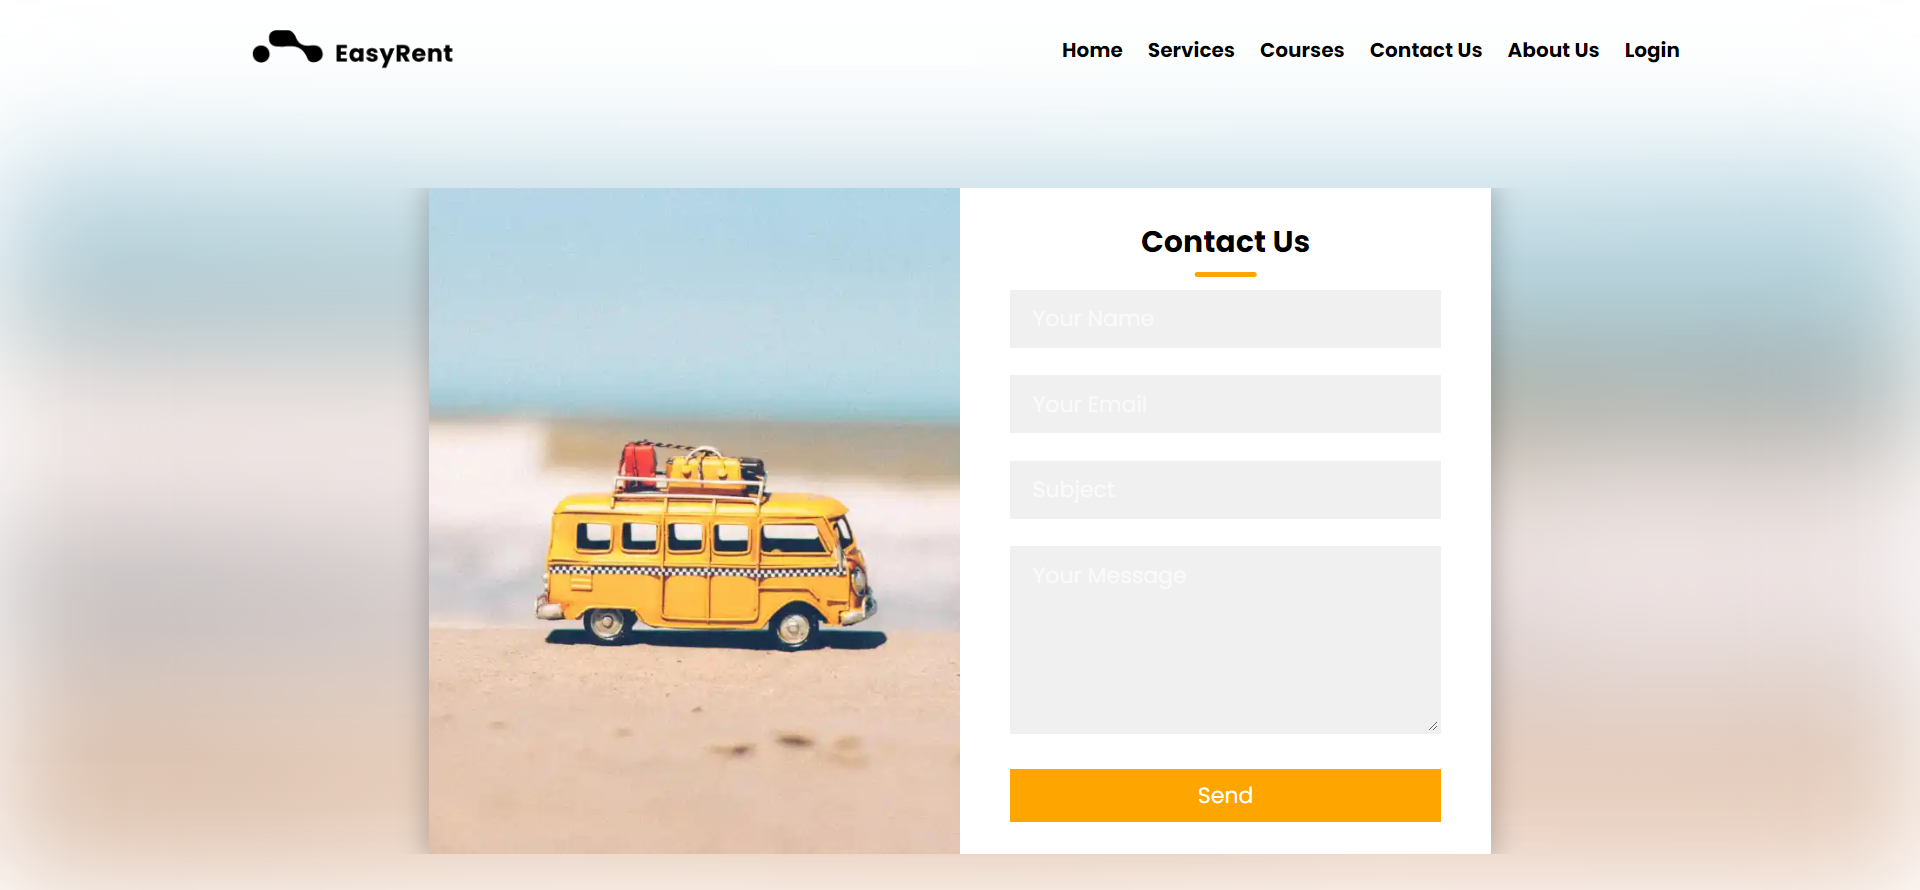 EasyRent
Home Services Courses Contact Us About Us Login
Contact Us
Your Name
Your Email
Subject
Your Message
Send